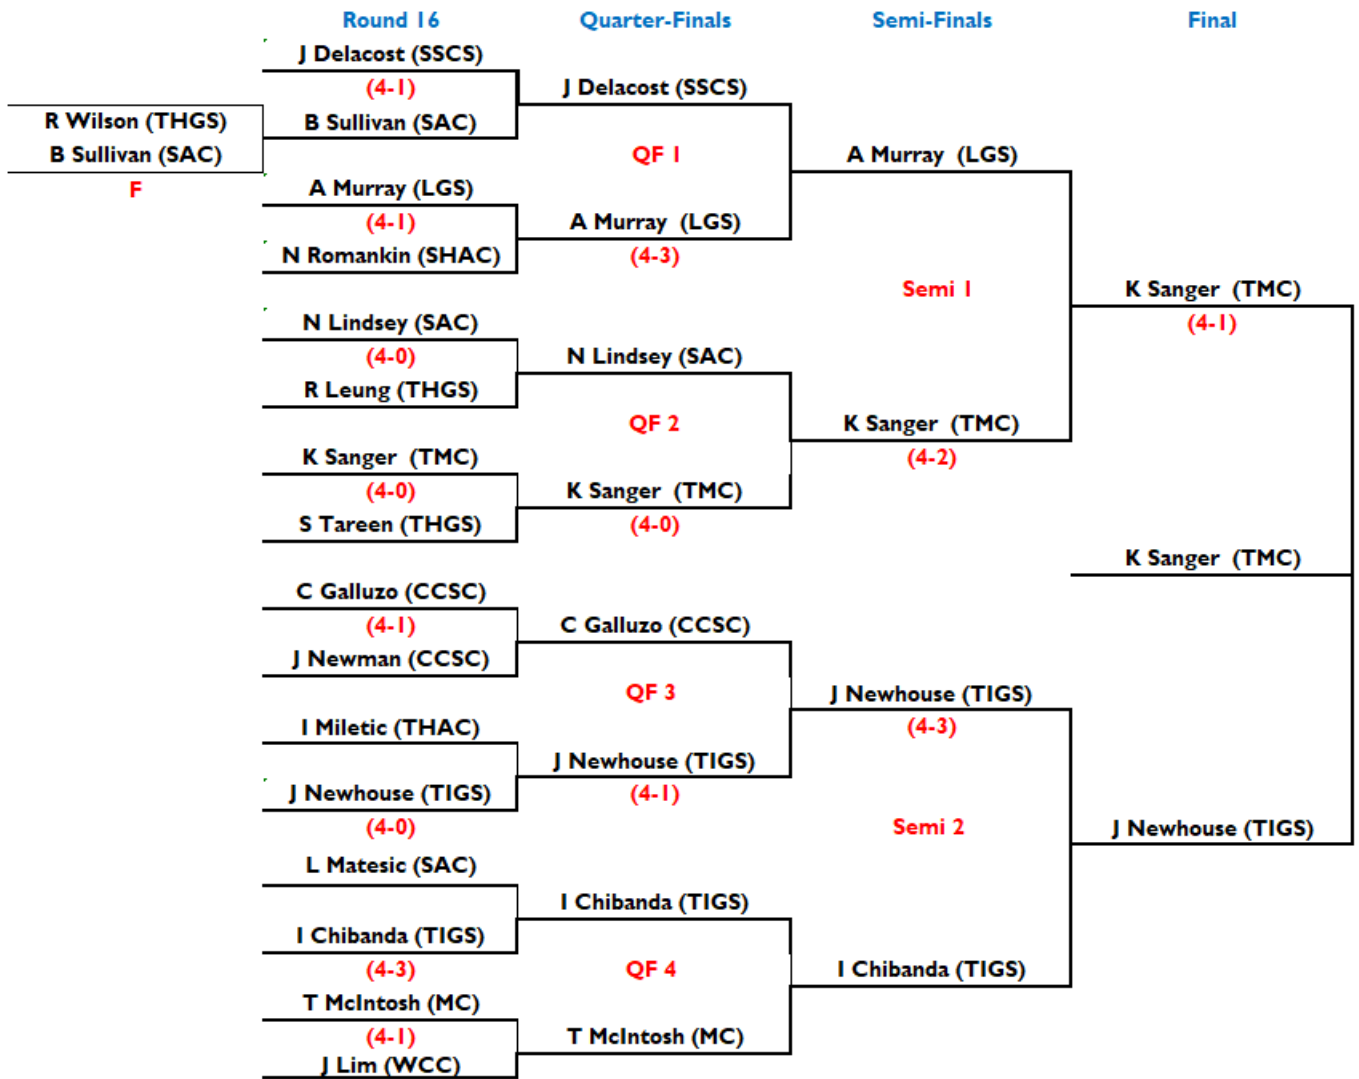 Round 16 Quarter-Finals Semi-Finals Final
J Delacost (SSCS)
(4-1)
J Delacost (SSCS)
R Wilson (THGS)
B Sullivan (SAC)
B Sullivan (SAC)
QF 1
A Murray (LGS)
F
A Murray (LGS)
(4-1)
A Murray (LGS)
N Romankin (SHAC)
(4-3)
Semi 1
K Sanger (TMC)
N Lindsey (SAC)
(4-1)
(4-0)
N Lindsey (SAC)
R Leung (THGS)
QF 2
K Sanger (TMC)
K Sanger (TMC)
(4-2)
(4-0)
K Sanger (TMC)
S Tareen (THGS)
(4-0)
K Sanger (TMC)
C Galluzo (CCSC)
(4-1)
C Galluzo (CCSC)
J Newman (CCSC)
QF 3
J Newhouse (TIGS)
I Miletic (THAC)
(4-3)
J Newhouse (TIGS)
J Newhouse (TIGS)
(4-1)
(4-0)
Semi 2
J Newhouse (TIGS)
L Matesic (SAC)
I Chibanda (TIGS)
I Chibanda (TIGS)
(4-3)
QF 4
I Chibanda (TIGS)
T McIntosh (MC)
(4-1)
T McIntosh (MC)
J Lim (WCC)